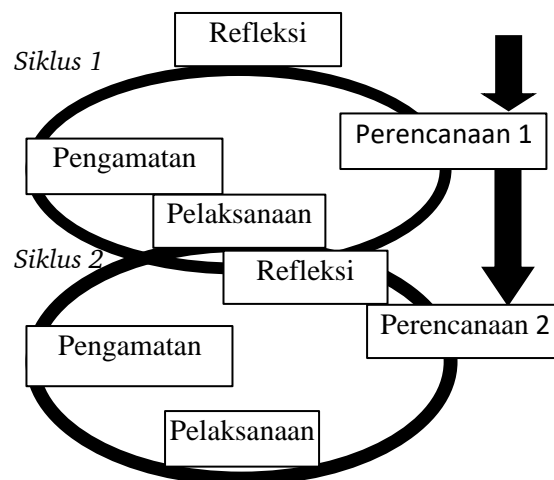 Refleksi
Siklus 1
Perencanaan 1
Pengamatan
Pelaksanaan
Siklus 2
Refleksi
Perencanaan 2
Pengamatan
Pelaksanaan